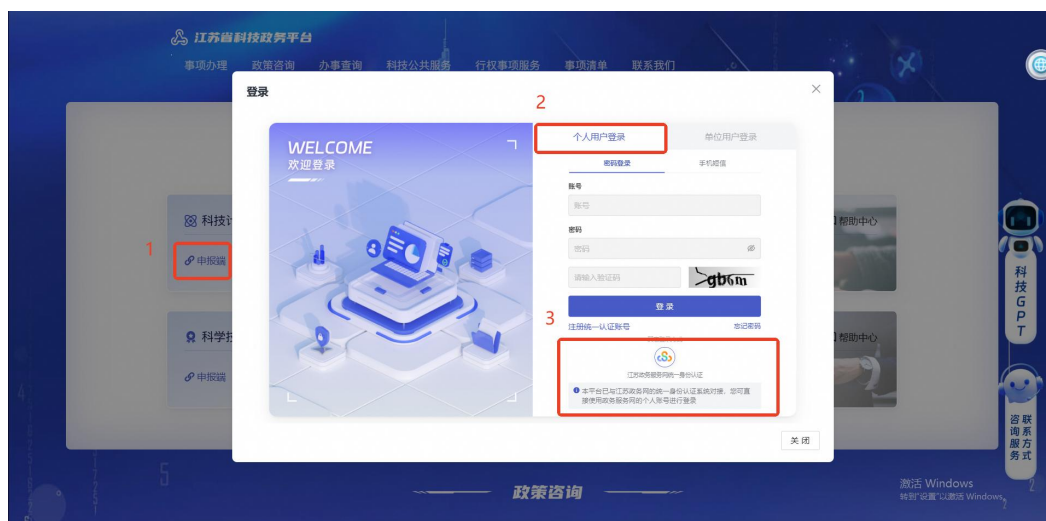 江苏省科技政务平台
事项办理 政策咨询 办事查询 科技公共服务 行权事项服务 事项清单 联系我们
登录
2
个人用户登录 单位用户登录
WELCOME
欢迎登录
密码登录 手机短信
账号
账号
密码
密码
请输入验证码 gb6m
登 录
3
注册统一认证账号 忘记密码
江苏政务服务网统一身份认证
本平台已与江苏政务网的统一身份认证系统对接，您可直
接使用政务服务网的个人账号进行登录
关 闭
科技计
1
申报端
科学技
申报端
帮助中心
帮助中心
科技GPT
联系方式
咨询服务
政策咨询
激活 Windows
转到"设置"以激活 Windows。